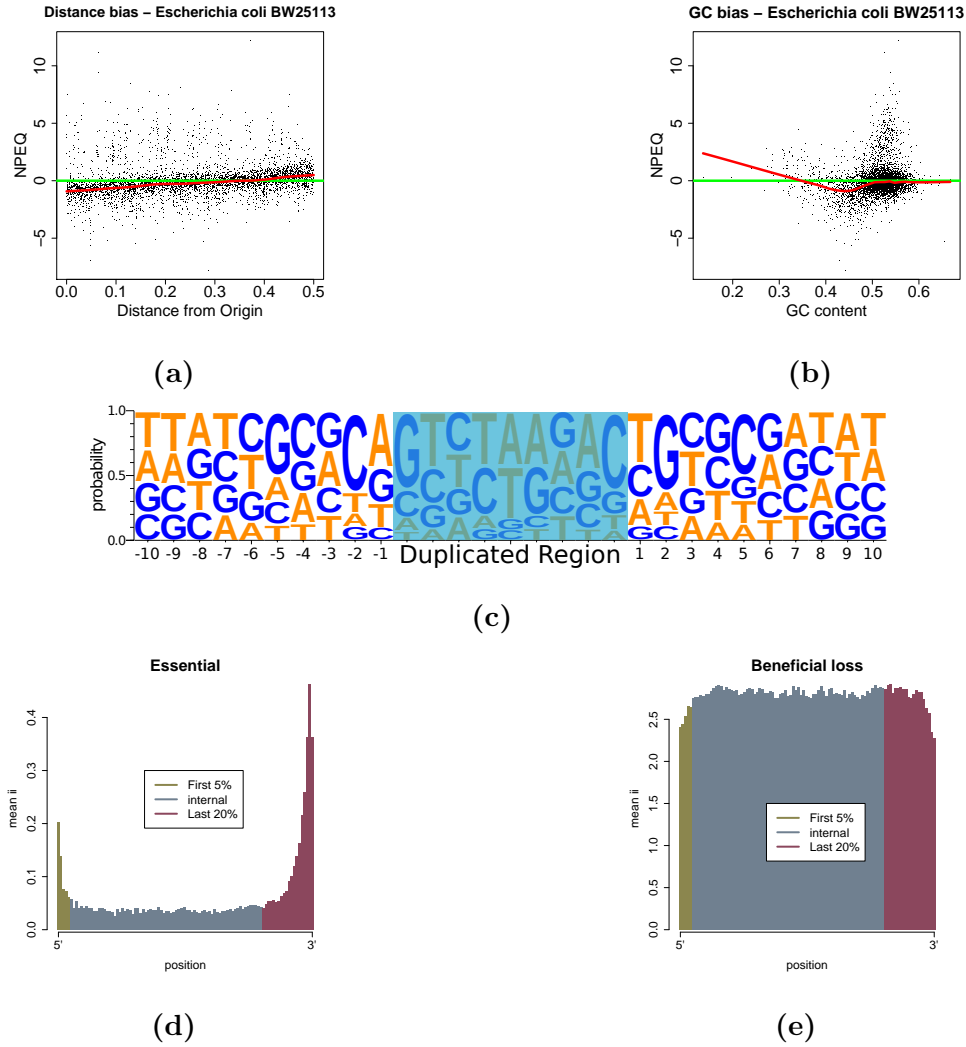 Distance bias – Escherichia coli BW25113
NPEQ
10
5
0
−5
0.0 0.1 0.2 0.3 0.4 0.5
Distance from Origin
(a)
GC bias – Escherichia coli BW25113
NPEQ
10
5
0
−5
0.2 0.3 0.4 0.5 0.6
GC content
(b)
probability
1.0
0.5
0.0
-10 -9 -8 -7 -6 -5 -4 -3 -2 -1 Duplicated Region 1 2 3 4 5 6 7 8 9 10
(c)
Essential
mean ii
0.4
0.3
0.2
0.1
0.0
First 5%
internal
Last 20%
5' 3'
position
(d)
Beneficial loss
mean ii
2.5
2.0
1.5
1.0
0.5
0.0
First 5%
internal
Last 20%
5' 3'
position
(e)